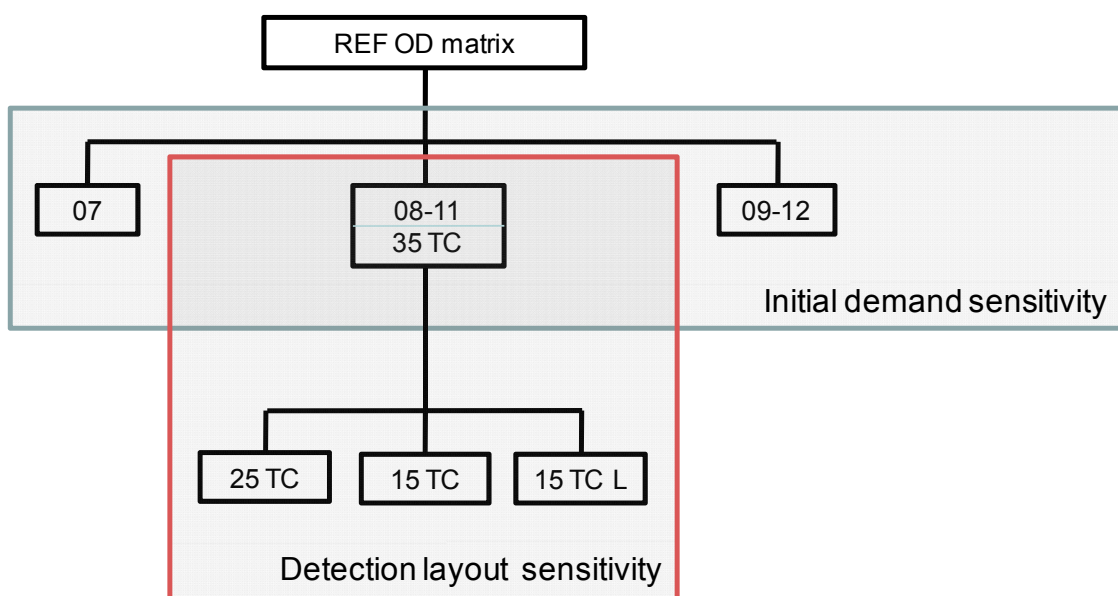 REF OD matrix
07
08-11
35 TC
09-12
Initial demand sensitivity
25 TC
15 TC
15 TC L
Detection layout sensitivity